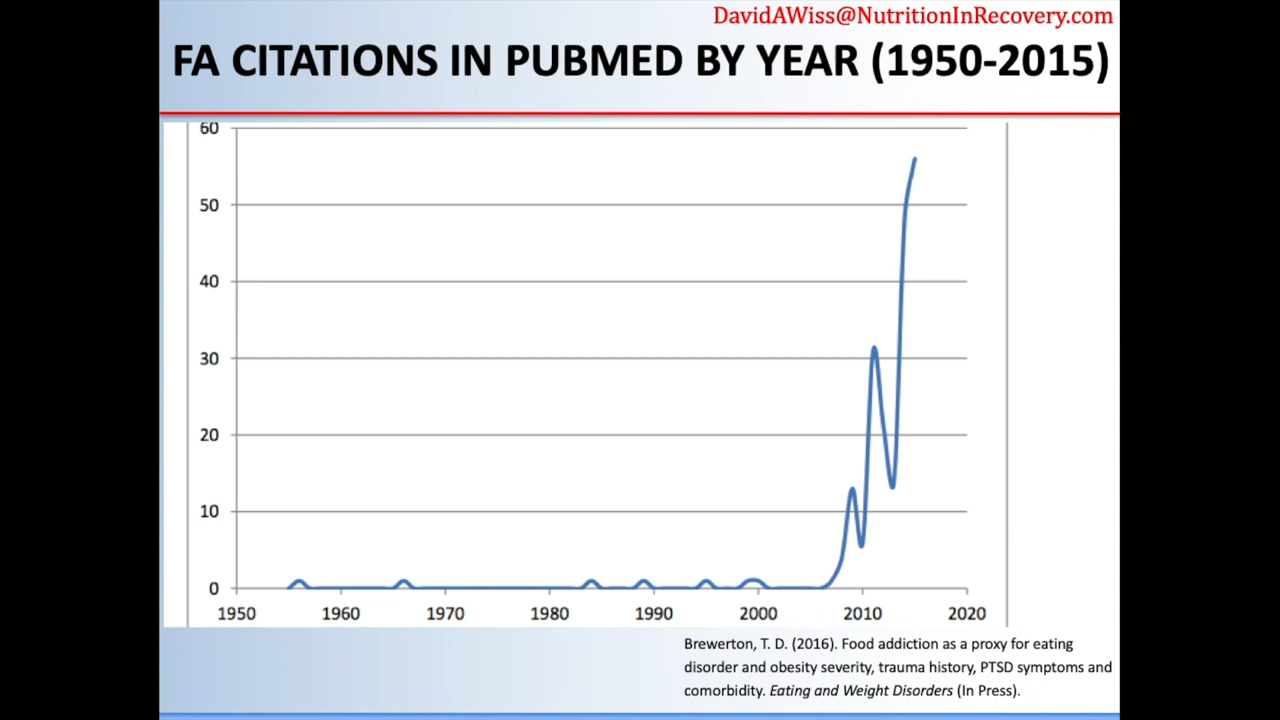 DavidAWiss@NutritionInRecovery.com
FA CITATIONS IN PUBMED BY YEAR (1950-2015)
60
50
40
30
20
10
0
1950 1960 1970 1980 1990 2000 2010 2020
Brewerton, T. D. (2016). Food addiction as a proxy for eating
disorder and obesity severity, trauma history, PTSD symptoms and
comorbidity. Eating and Weight Disorders (In Press).